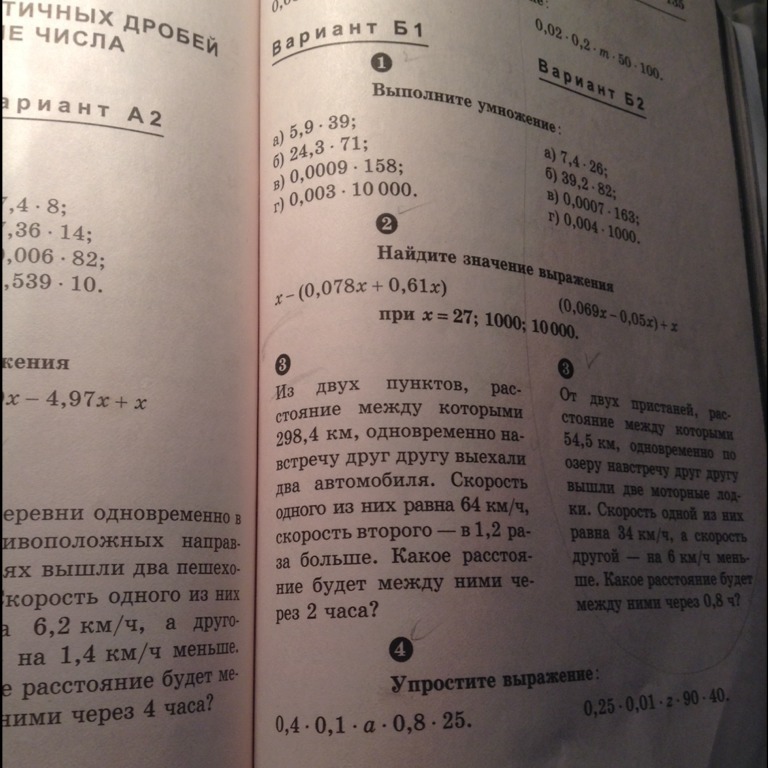 ТИЧНЫХ ДРОБЕЙ
ЫЕ ЧИСЛА
ариант А2
7,4 · 8;
7,36 · 14;
0,006 · 82;
,539 · 10.
жения
x – 4,97x + x
еревни одновременно в
ивоположных направ-
ях вышли два пешехо-
Скорость одного из них
а 6,2 км/ч, а друго-
на 1,4 км/ч меньше.
е расстояние будет ме-
ними через 4 часа?
0,02 · 0,2 · m · 50 · 100.
Вариант Б1
Вариант Б2
1
Выполните умножение:
а) 5,9 · 39;
б) 24,3 · 71;
в) 0,0009 · 158;
г) 0,003 · 10 000.
а) 7,4 · 26;
б) 39,2 · 82;
в) 0,0007 · 163;
г) 0,004 · 1000.
2
Найдите значение выражения
x – (0,078x + 0,61x)
(0,069x – 0,05x) + x
при x = 27; 1000; 10 000.
3
Из двух пунктов, рас-
стояние между которыми
298,4 км, одновременно на-
встречу друг другу выехали
два автомобиля. Скорость
одного из них равна 64 км/ч,
скорость второго — в 1,2 ра-
за больше. Какое расстоя-
ние будет между ними че-
рез 2 часа?
3
От двух пристаней, рас-
стояние между которыми
54,5 км, одновременно по
озеру навстречу друг другу
вышли две моторные лод-
ки. Скорость одной из них
равна 34 км/ч, а скорость
другой — на 6 км/ч мень-
ше. Какое расстояние будет
между ними через 0,8 ч?
4
Упростите выражение:
0,4 · 0,1 · a · 0,8 · 25.
0,25 · 0,01 · z · 90 · 40.